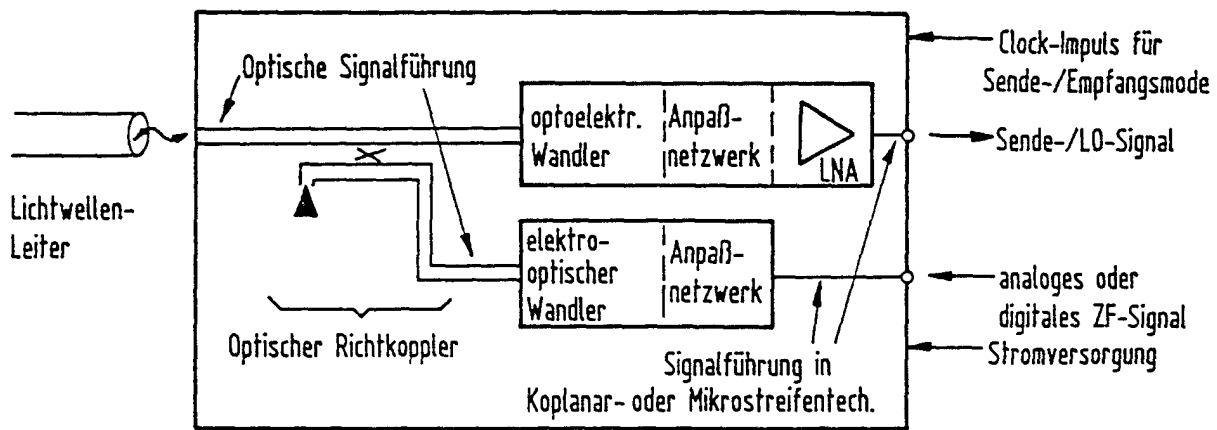 Optische Signalführung
Clock-Impuls für
Sende-/Empfangsmode
optoelektr.
Wandler
Anpaß-
netzwerk
LNA
Sende-/LO-Signal
Lichtwellen-
Leiter
elektro-
optischer
Wandler
Anpaß-
netzwerk
analoges oder
digitales ZF-Signal
Optischer Richtkoppler
Stromversorgung
Signalführung in
Koplanar- oder Mikrostreifentech.